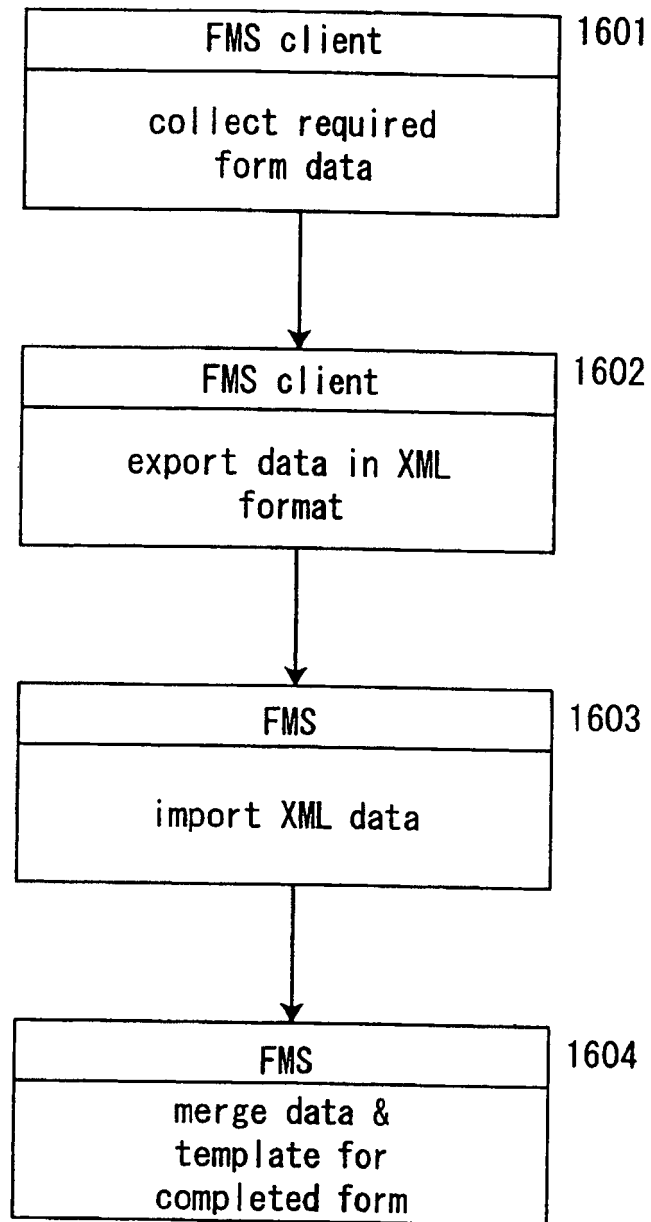 FMS client 1601
collect required
form data
FMS client 1602
export data in XML
format
FMS 1603
import XML data
FMS 1604
merge data &
template for
completed form